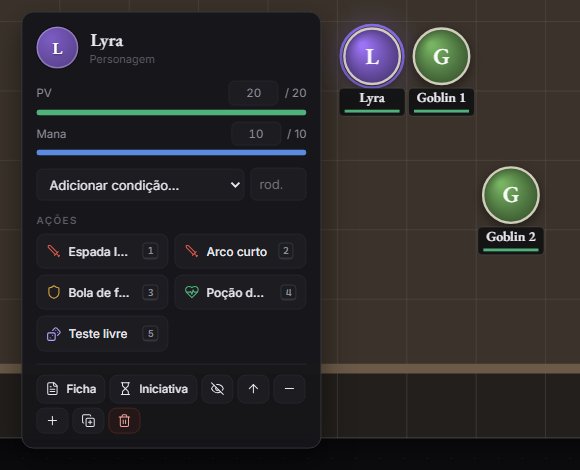 L
Lyra
Personagem
PV 20 / 20
Mana 10 / 10
Adicionar condição... rod.
AÇÕES
Espada l... 1
Arco curto 2
Bola de f... 3
Poção d... 4
Teste livre 5
Ficha
Iniciativa
L
Lyra
G
Goblin 1
G
Goblin 2